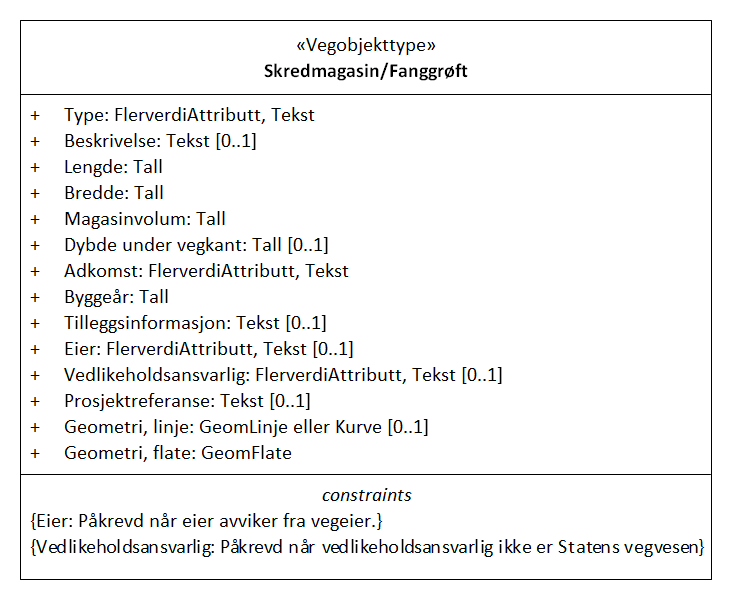 «Vegobjekttype»
Skredmagasin/Fanggrøft
+ Type: FlerverdiAttributt, Tekst
+ Beskrivelse: Tekst [0..1]
+ Lengde: Tall
+ Bredde: Tall
+ Magasinvolum: Tall
+ Dybde under vegkant: Tall [0..1]
+ Adkomst: FlerverdiAttributt, Tekst
+ Byggeår: Tall
+ Tilleggsinformasjon: Tekst [0..1]
+ Eier: FlerverdiAttributt, Tekst [0..1]
+ Vedlikeholdsansvarlig: FlerverdiAttributt, Tekst [0..1]
+ Prosjektreferanse: Tekst [0..1]
+ Geometri, linje: GeomLinje eller Kurve [0..1]
+ Geometri, flate: GeomFlate
constraints
{Eier: Påkrevd når eier avviker fra vegeier.}
{Vedlikeholdsansvarlig: Påkrevd når vedlikeholdsansvarlig ikke er Statens vegvesen}